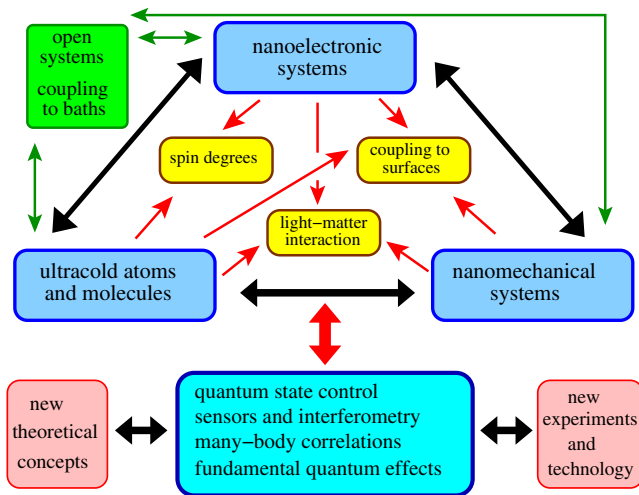 open
systems
coupling
to baths
nanoelectronic
systems
spin degrees
coupling to
surfaces
light−matter
interaction
ultracold atoms
and molecules
nanomechanical
systems
new
theoretical
concepts
quantum state control
sensors and interferometry
many−body correlations
fundamental quantum effects
new
experiments
and
technology